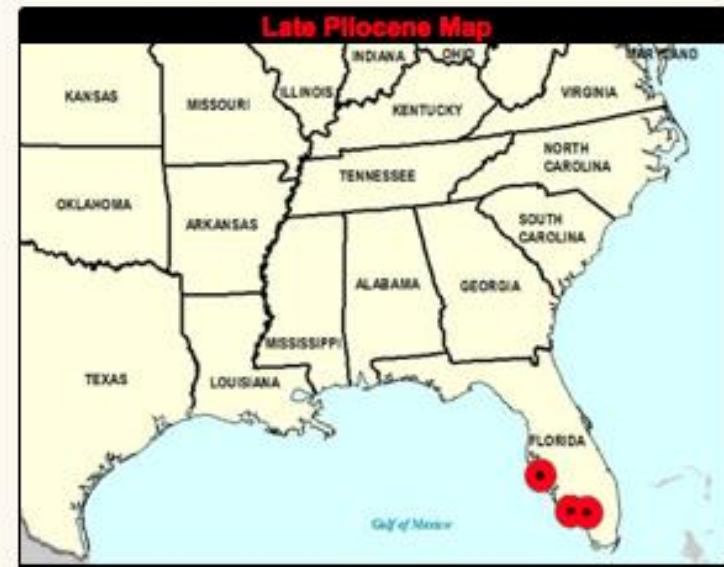 Late Pliocene Map
INDIANA
OHIO
MARYLAND
KANSAS
MISSOURI
ILLINOIS
KENTUCKY
VIRGINIA
OKLAHOMA
ARKANSAS
TENNESSEE
NORTH
CAROLINA
SOUTH
CAROLINA
MISSISSIPPI
ALABAMA
GEORGIA
TEXAS
LOUISIANA
FLORIDA
Gulf of Mexico